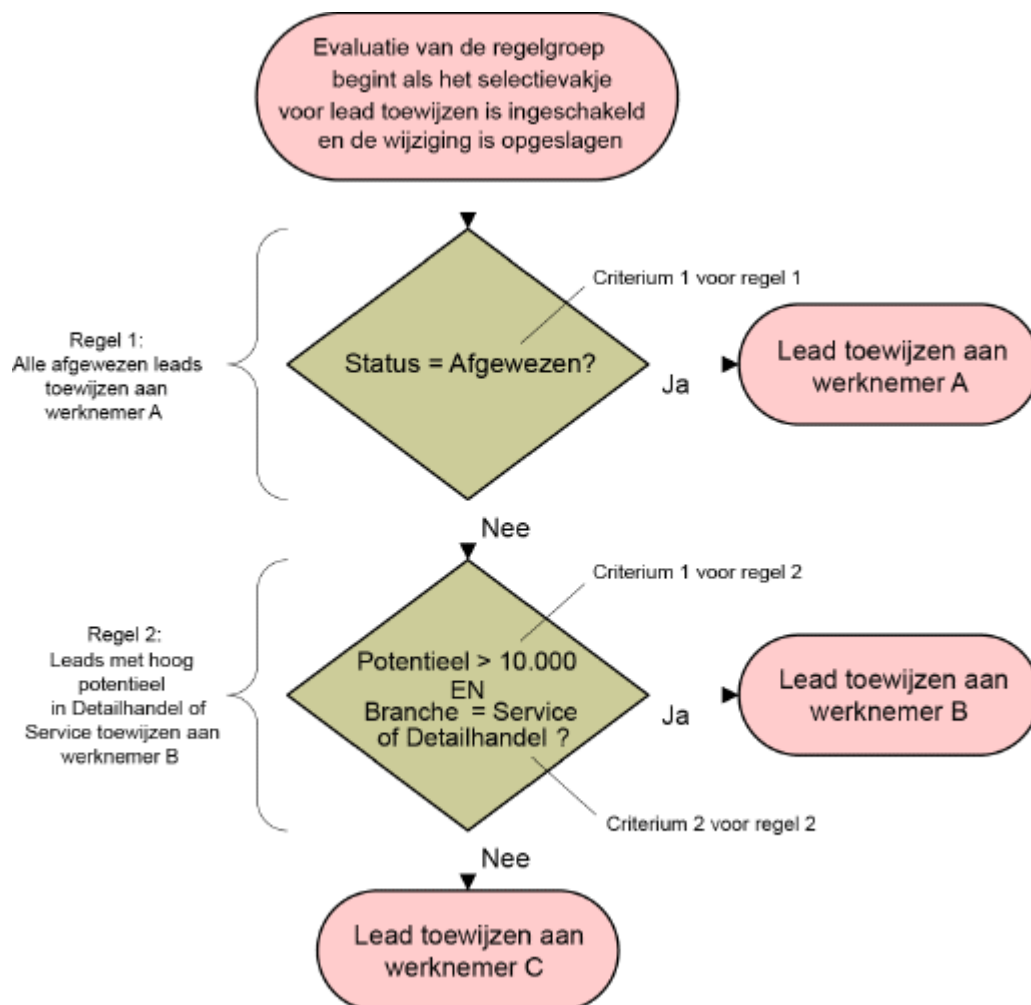 Evaluatie van de regelgroep
begint als het selectievakje
voor lead toewijzen is ingeschakeld
en de wijziging is opgeslagen
Criterium 1 voor regel 1
Regel 1:
Alle afgewezen leads
toewijzen aan
werknemer A
Status = Afgewezen?
Ja
Lead toewijzen aan
werknemer A
Nee
Criterium 1 voor regel 2
Regel 2:
Leads met hoog
potentieel
in Detailhandel of
Service toewijzen aan
werknemer B
Potentieel > 10.000
EN
Branche = Service
of Detailhandel ?
Ja
Lead toewijzen aan
werknemer B
Criterium 2 voor regel 2
Nee
Lead toewijzen aan
werknemer C